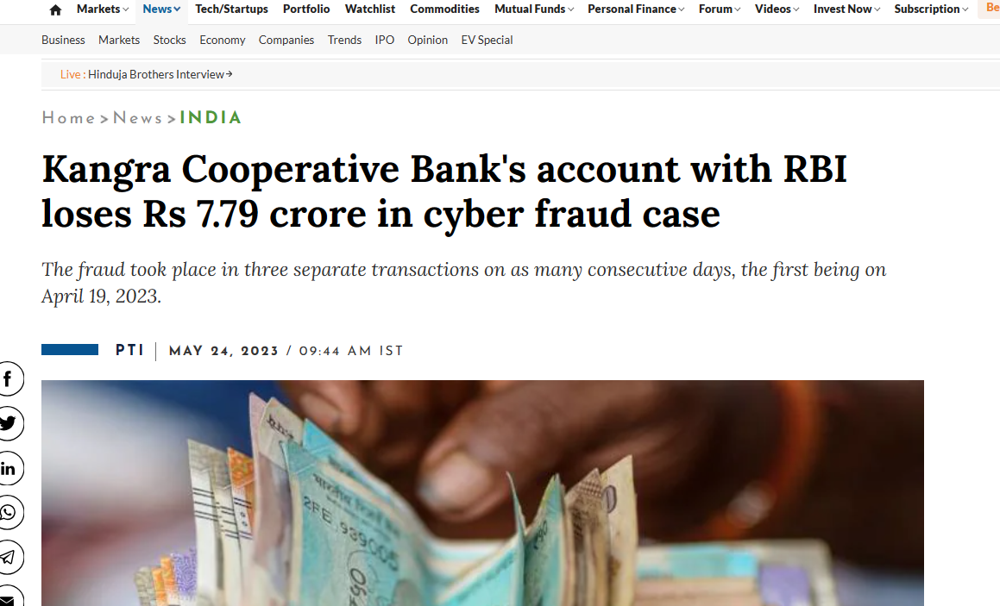 Markets News Tech/Startups Portfolio Watchlist Commodities Mutual Funds Personal Finance Forum Videos Invest Now Subscription Be
Business Markets Stocks Economy Companies Trends IPO Opinion EV Special
Live : Hinduja Brothers Interview
Home > News > INDIA
Kangra Cooperative Bank's account with RBI
loses Rs 7.79 crore in cyber fraud case
The fraud took place in three separate transactions on as many consecutive days, the first being on
April 19, 2023.
PTI | MAY 24, 2023 / 09:44 AM IST
2FE 939005